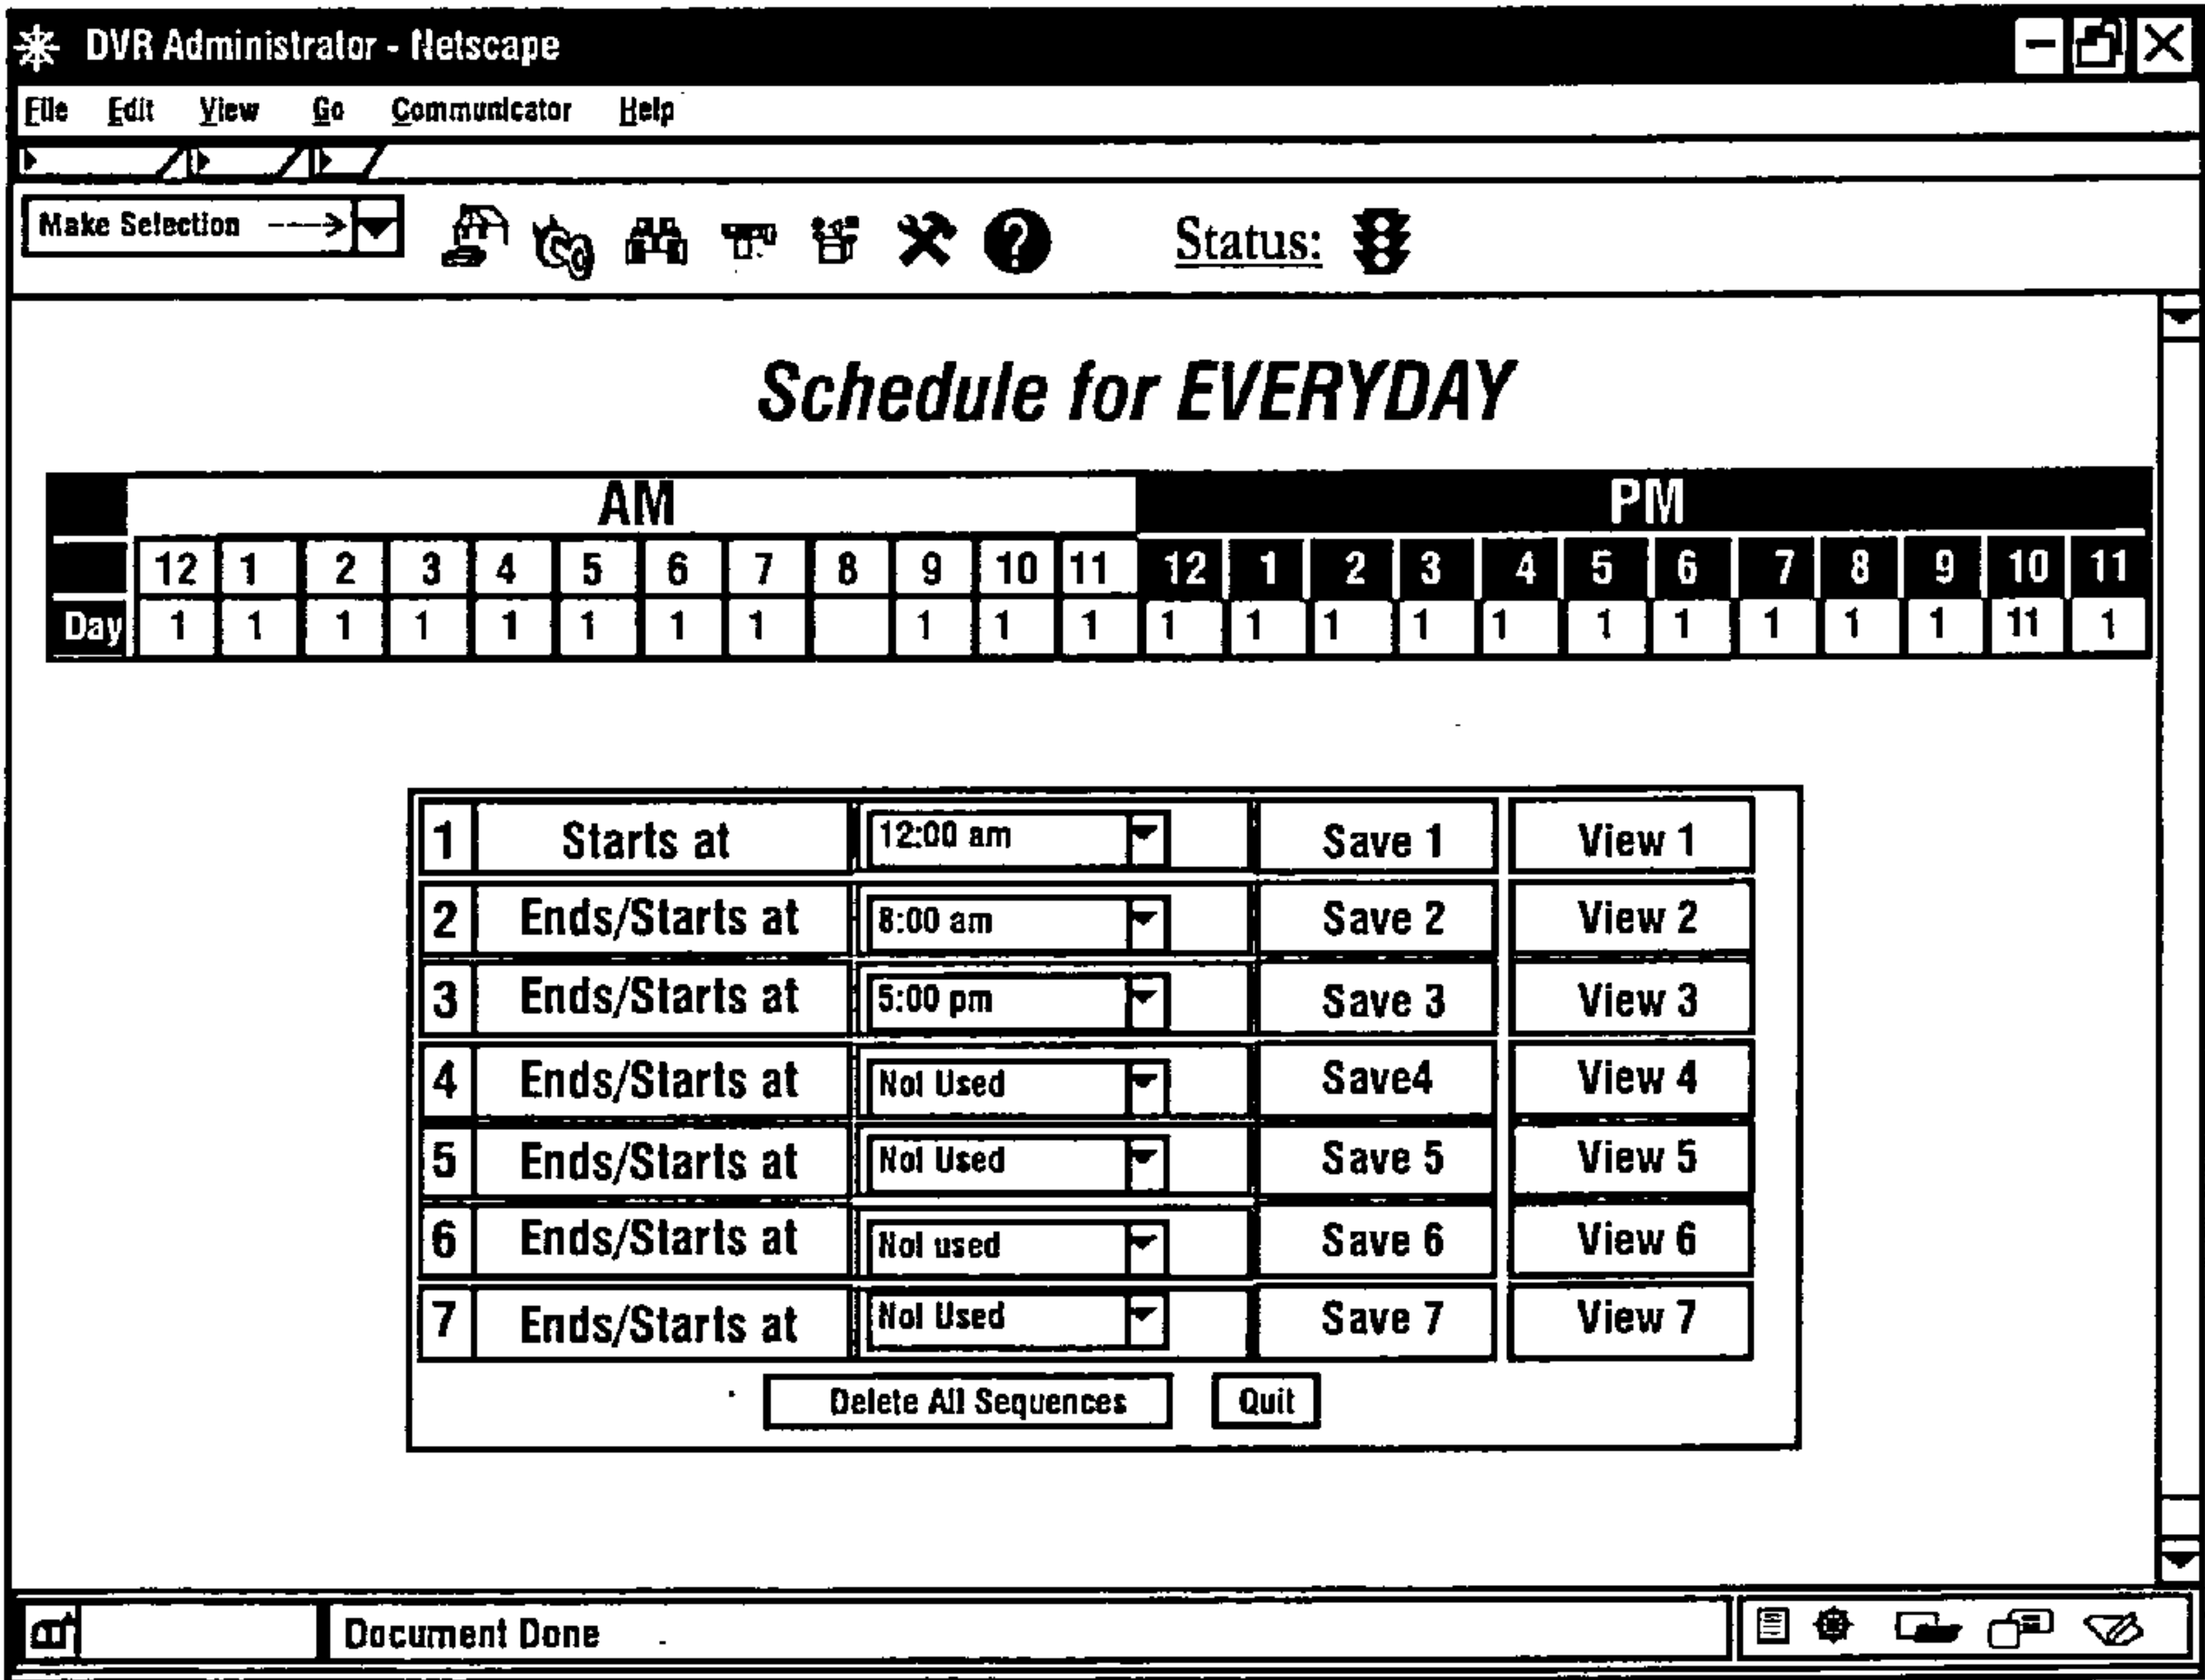 DVR Administrator - Netscape
File Edit View Go Communicator Help
Make Selection ---> Status:
Schedule for EVERYDAY
AM PM
12 1 2 3 4 5 6 7 8 9 10 11 12 1 2 3 4 5 6 7 8 9 10 11
Day 1 1 1 1 1 1 1 1 1 1 1 1 1 1 1 1 1 1 1 1 1 11 1
1 Starts at 12:00 am Save 1 View 1
2 Ends/Starts at 8:00 am Save 2 View 2
3 Ends/Starts at 5:00 pm Save 3 View 3
4 Ends/Starts at Not Used Save4 View 4
5 Ends/Starts at Not Used Save 5 View 5
6 Ends/Starts at Not used Save 6 View 6
7 Ends/Starts at Not Used Save 7 View 7
Delete All Sequences Quit
Document Done